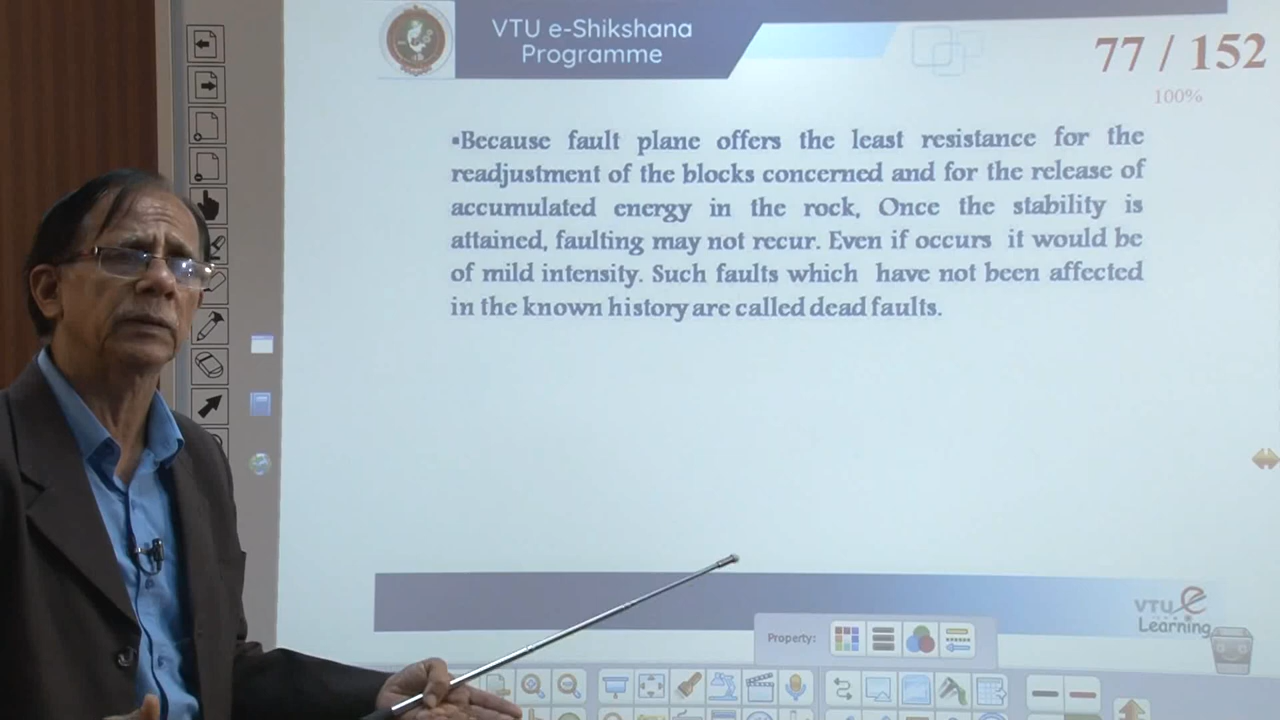 VTU e-Shikshana
Programme
77 / 152
100%
▪Because fault plane offers the least resistance for the
readjustment of the blocks concerned and for the release of
accumulated energy in the rock, Once the stability is
attained, faulting may not recur. Even if occurs it would be
of mild intensity. Such faults which have not been affected
in the known history are called dead faults.
VTU e
Learning
Property: